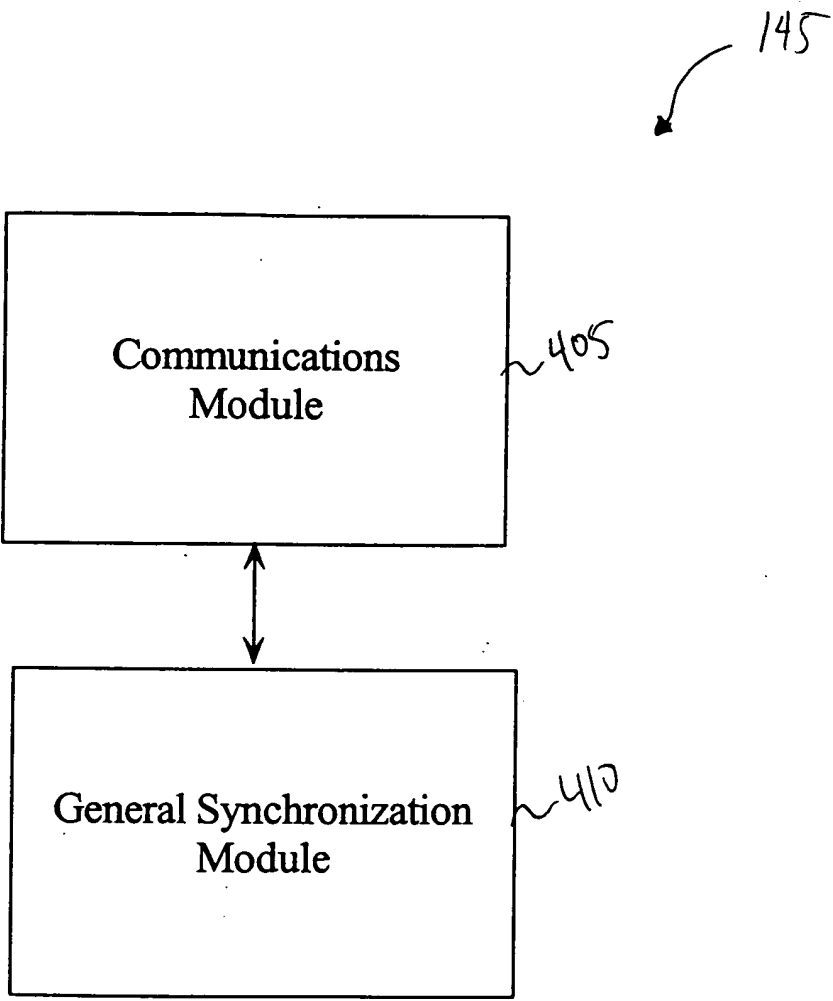 145
Communications
Module
405
General Synchronization
Module
410